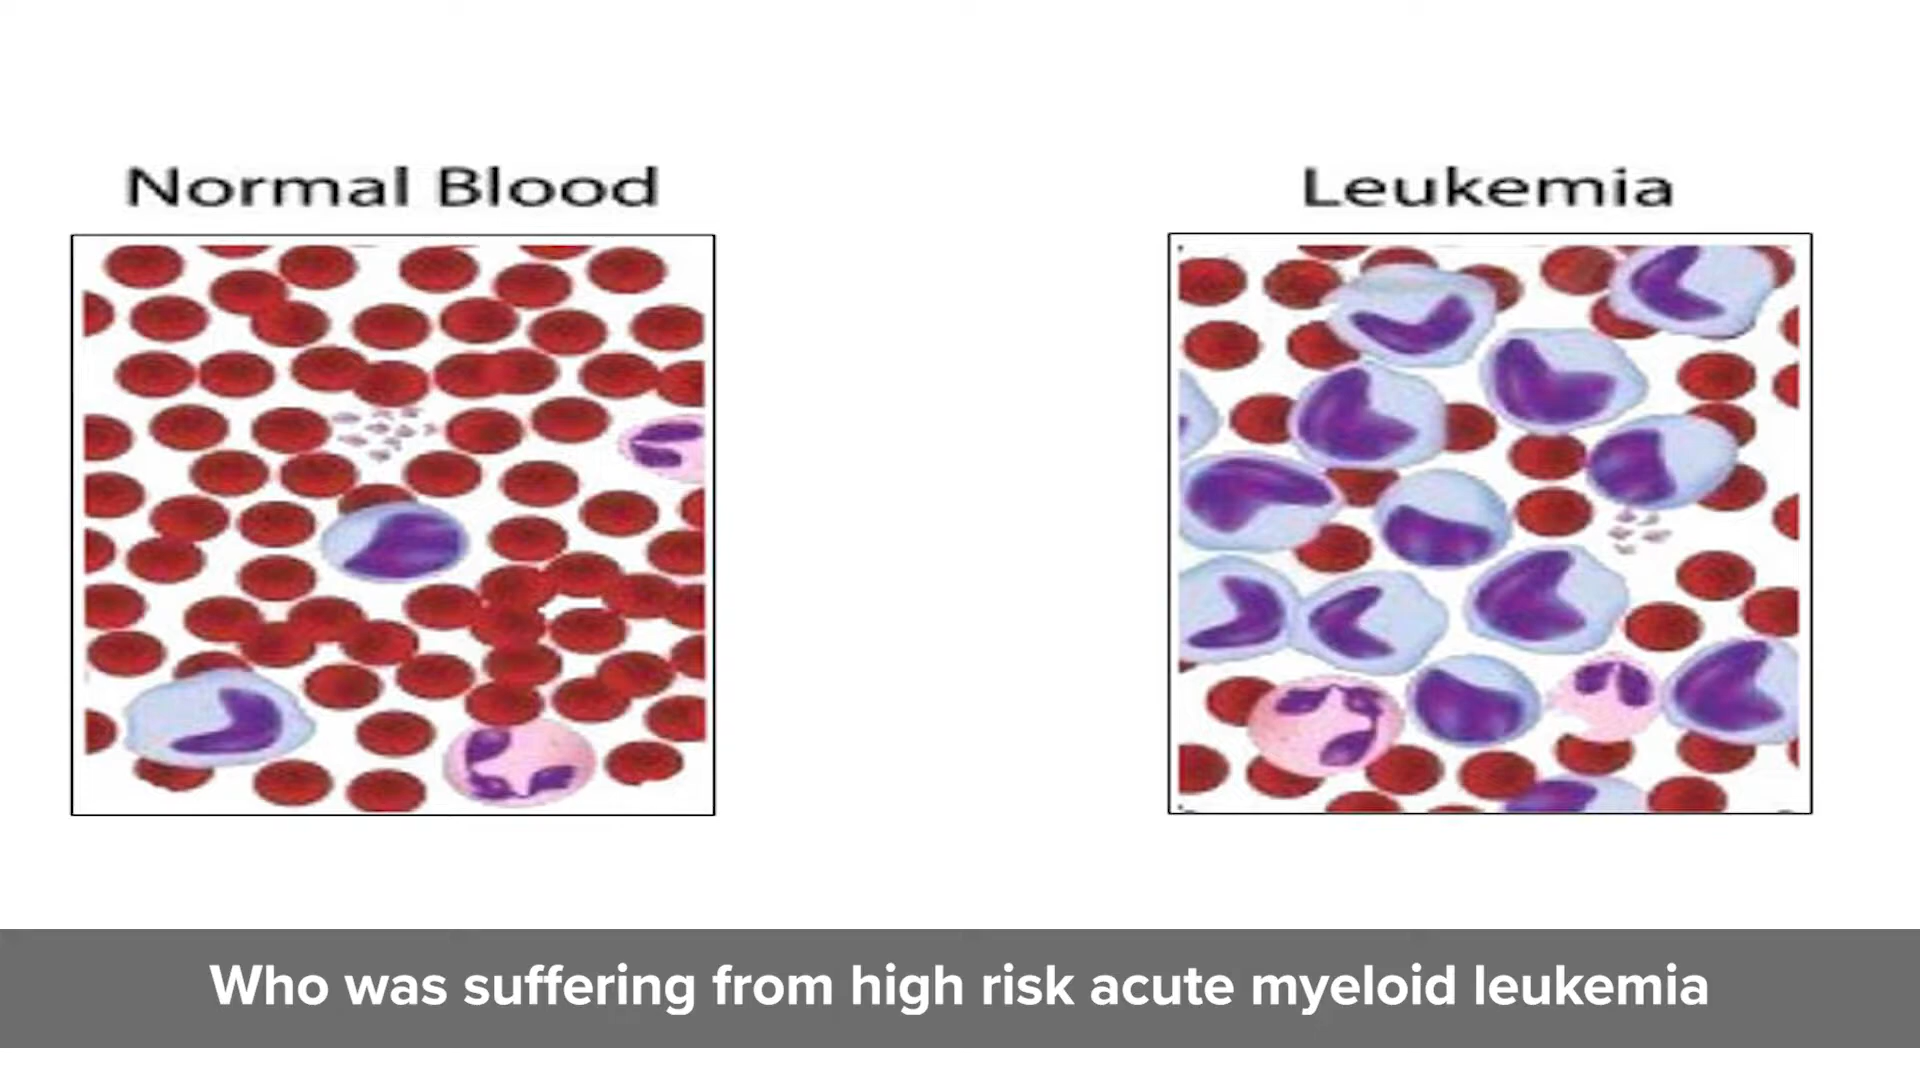 Normal Blood
Leukemia
Who was suffering from high risk acute myeloid leukemia